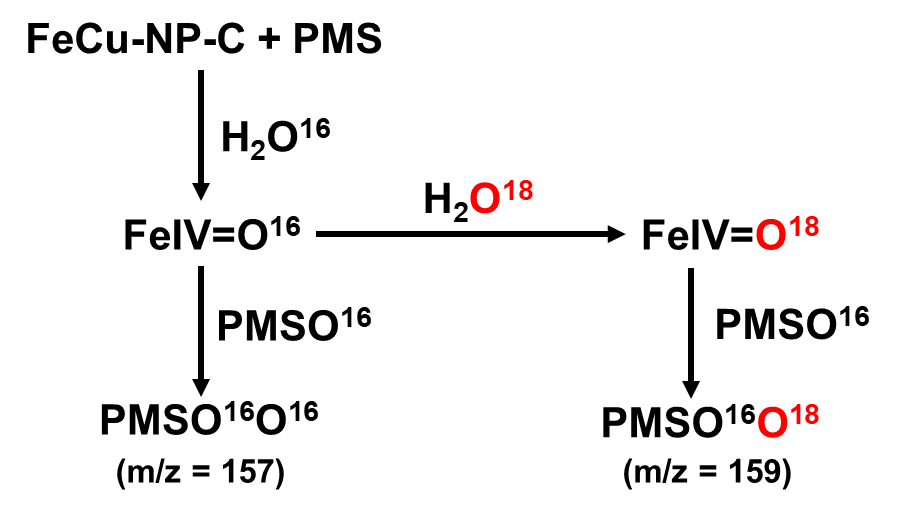 FeCu-NP-C + PMS
H₂O¹⁶
H₂O¹⁸
FeIV=O¹⁶
FeIV=O¹⁸
PMSO¹⁶
PMSO¹⁶
PMSO¹⁶O¹⁶
PMSO¹⁶O¹⁸
(m/z = 157)
(m/z = 159)